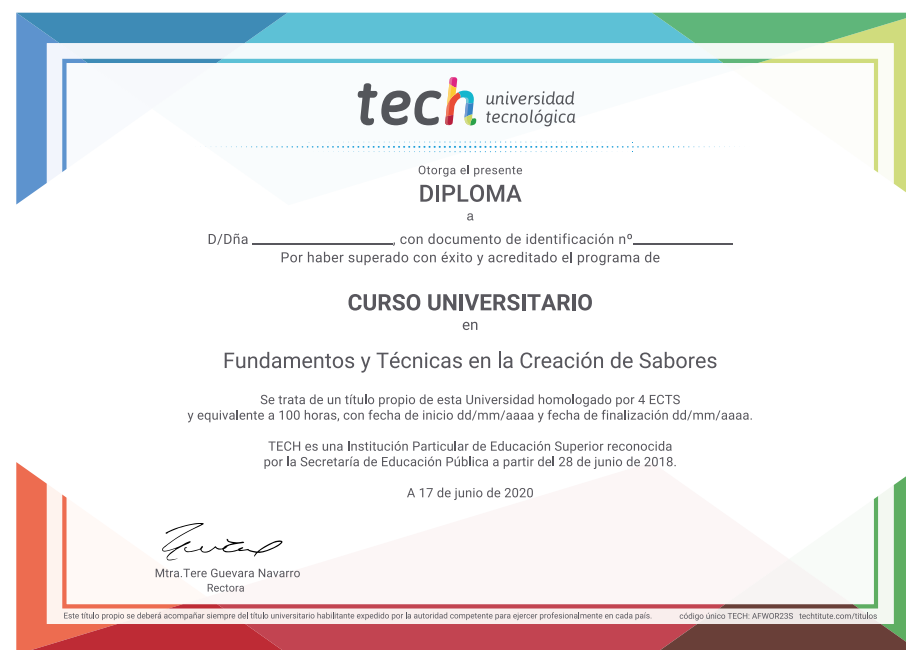 tech universidad
tecnológica
Otorga el presente
DIPLOMA
a
D/Dña ____________, con documento de identificación nº____________
Por haber superado con éxito y acreditado el programa de
CURSO UNIVERSITARIO
en
Fundamentos y Técnicas en la Creación de Sabores
Se trata de un título propio de esta Universidad homologado por 4 ECTS
y equivalente a 100 horas, con fecha de inicio dd/mm/aaaa y fecha de finalización dd/mm/aaaa.
TECH es una Institución Particular de Educación Superior reconocida
por la Secretaría de Educación Pública a partir del 28 de junio de 2018.
A 17 de junio de 2020
Mtra.Tere Guevara Navarro
Rectora
Este título propio se deberá acompañar siempre del título universitario habilitante expedido por la autoridad competente para ejercer profesionalmente en cada país. código único TECH: AFWOR23S techtitute.com/titulos